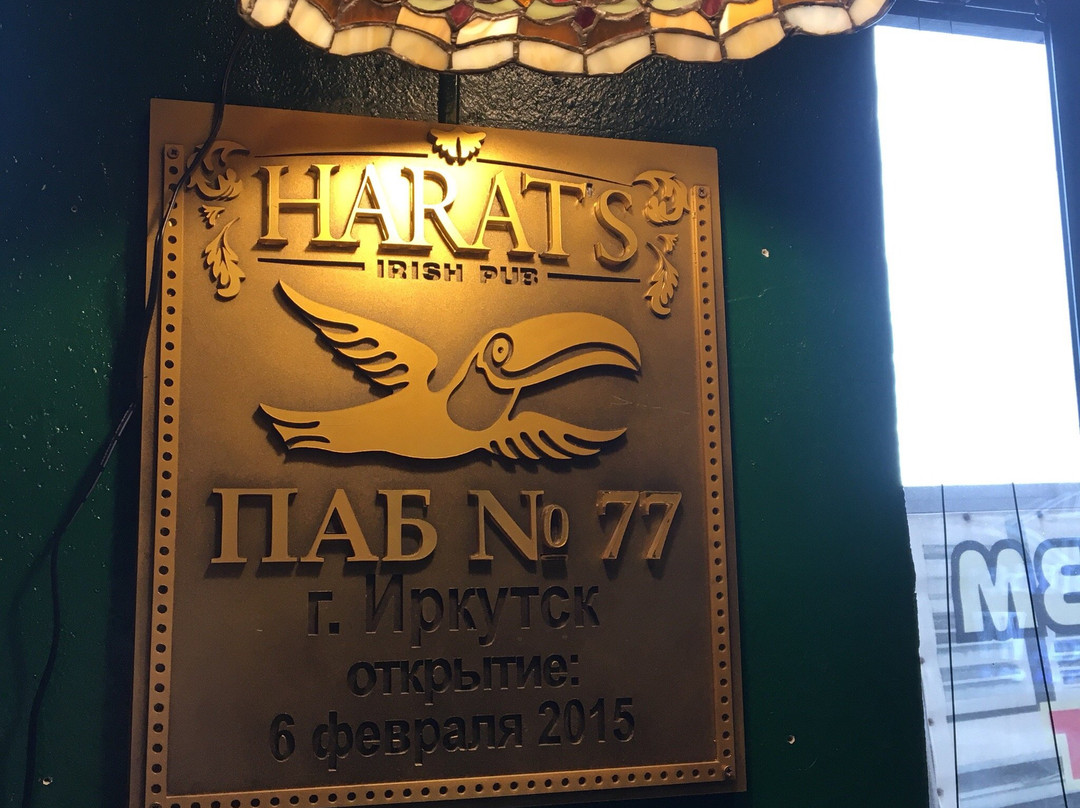 HARAT'S
IRISH PUB
ПАБ № 77
г. Иркутск
открытие:
6 февраля 2015